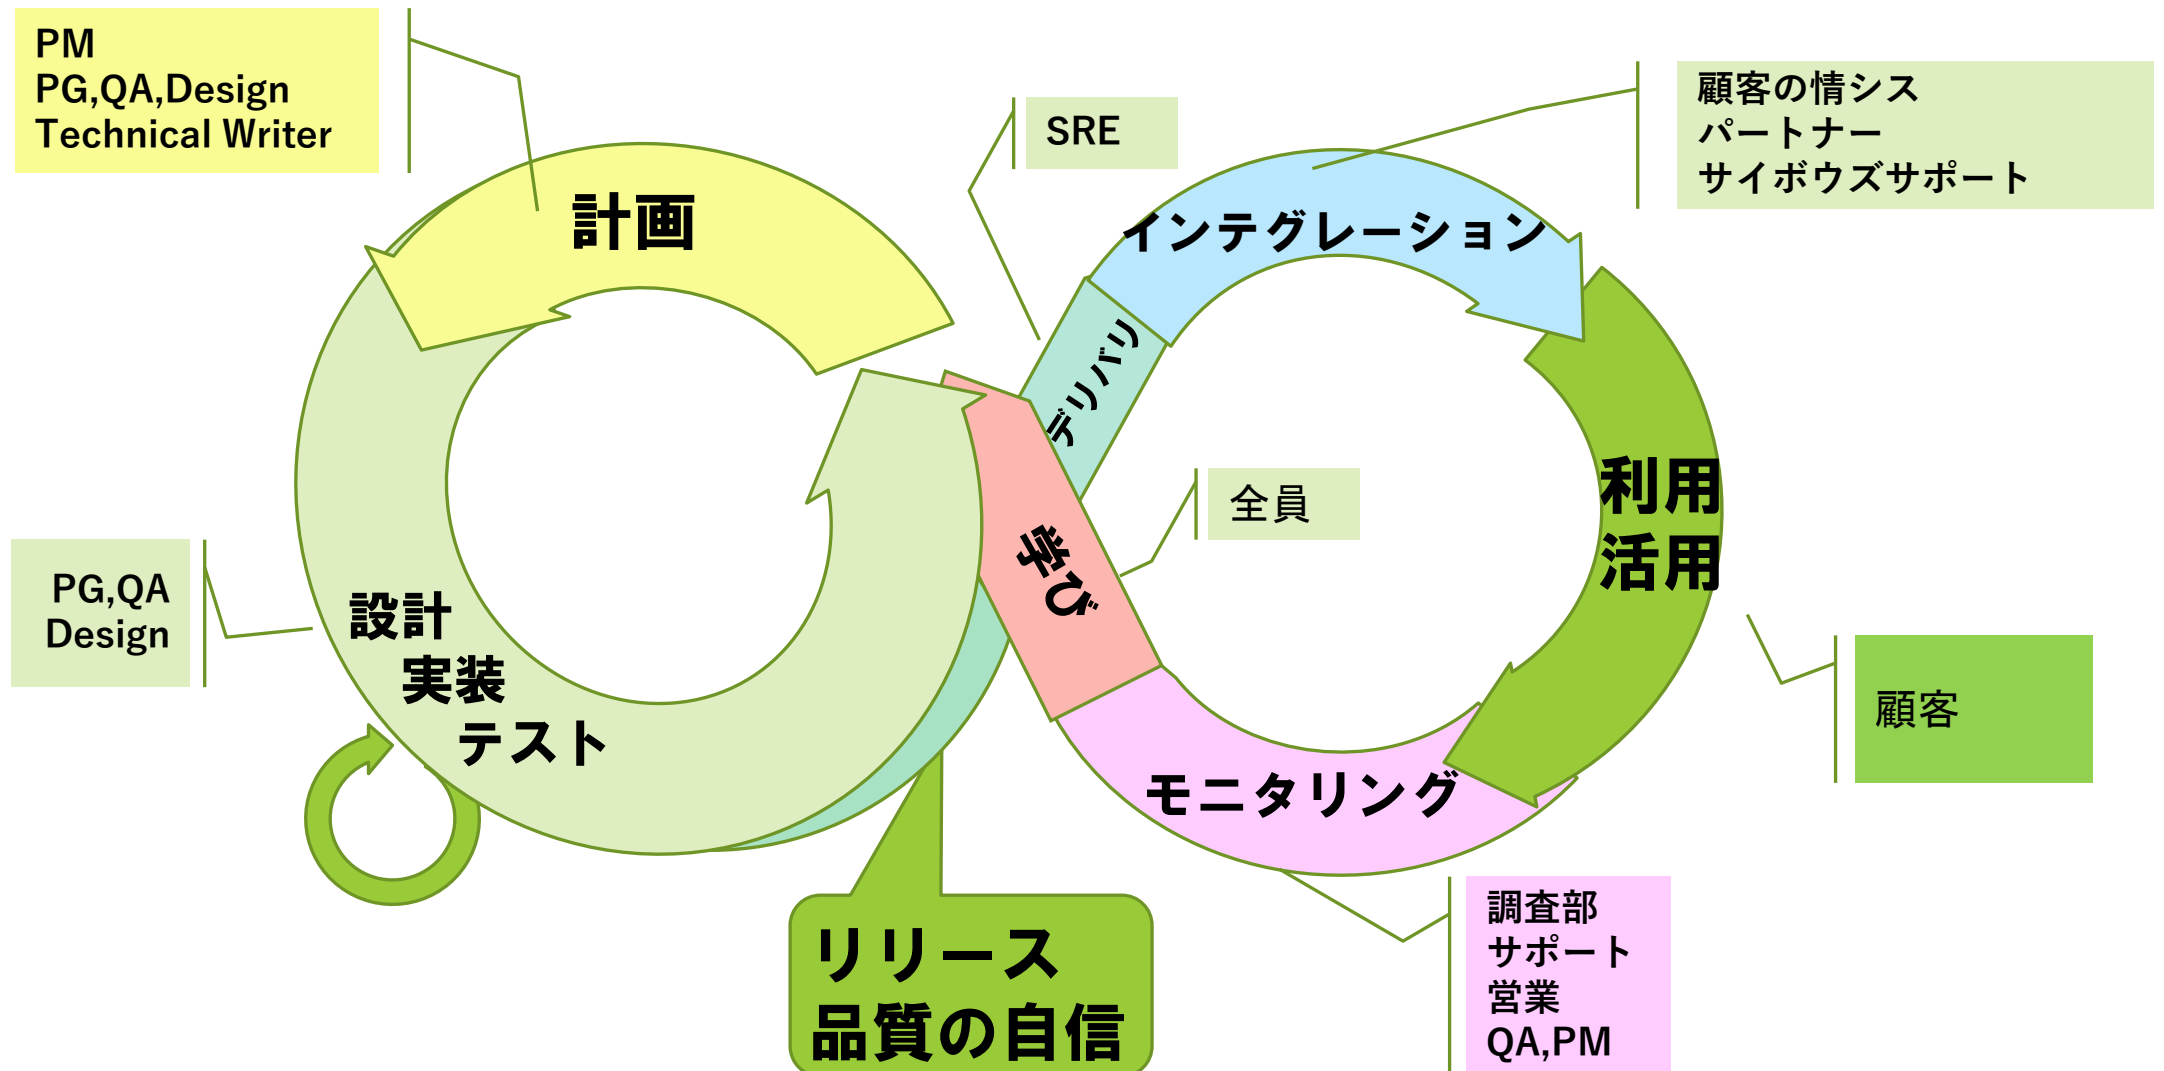 PM
PG,QA,Design
Technical Writer
計画
SRE
インテグレーション
顧客の情シス
パートナー
サイボウズサポート
デリバリ
全員
学び
利用
活用
PG,QA
Design
設計
実装
テスト
顧客
モニタリング
リリース
品質の自信
調査部
サポート
営業
QA,PM